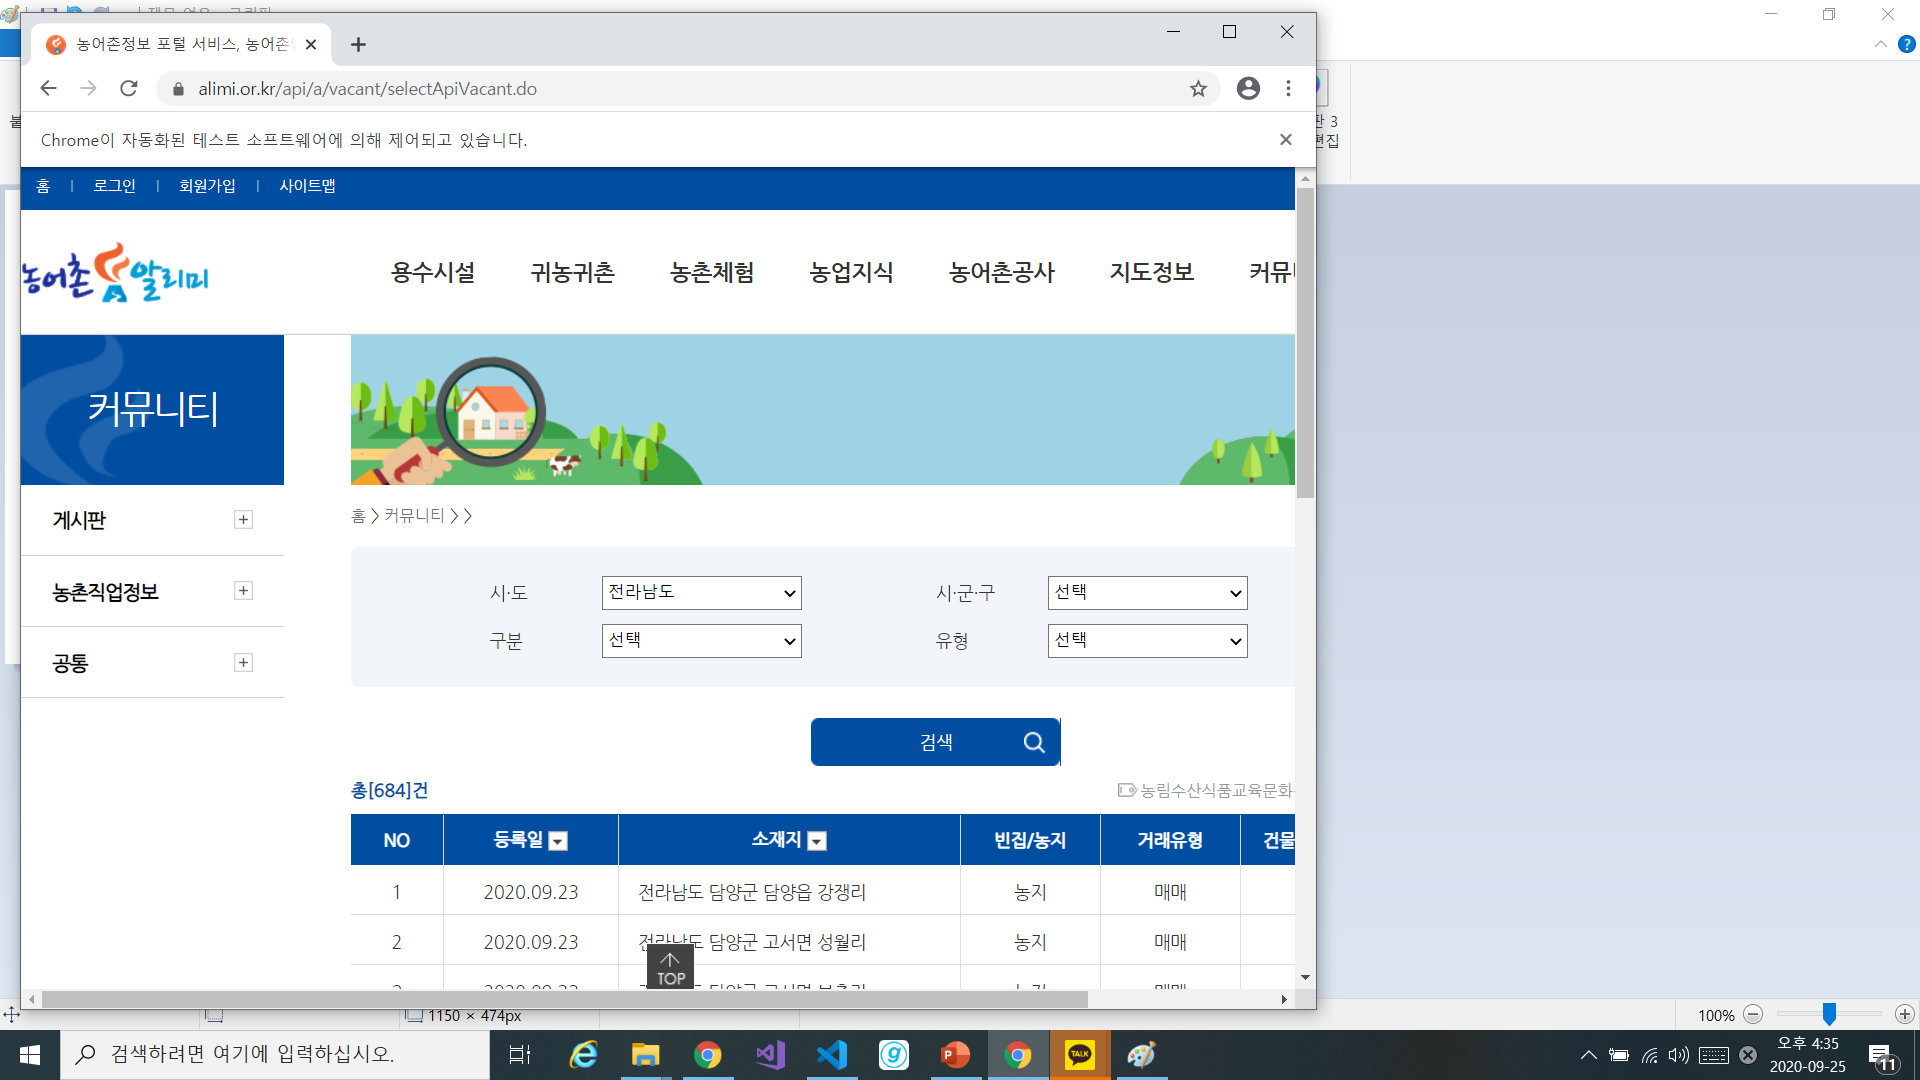 농어촌정보 포털 서비스, 농어촌
alimi.or.kr/api/a/vacant/selectApiVacant.do
Chrome이 자동화된 테스트 소프트웨어에 의해 제어되고 있습니다.
판 3
편집
홈 | 로그인 | 회원가입 | 사이트맵
농어촌 알리미
용수시설 귀농귀촌 농촌체험 농업지식 농어촌공사 지도정보 커뮤
커뮤니티
게시판
농촌직업정보
공통
홈 > 커뮤니티 > >
시·도 전라남도 시·군·구 선택
구분 선택 유형 선택
검색
총[684]건 농림수산식품교육문화
NO 등록일 소재지 빈집/농지 거래유형 건물
1 2020.09.23 전라남도 담양군 담양읍 강쟁리 농지 매매
2 2020.09.23 전라남도 담양군 고서면 성월리 농지 매매
TOP
1150 × 474px
100%
검색하려면 여기에 입력하십시오.
TALK
오후 4:35
2020-09-25
11